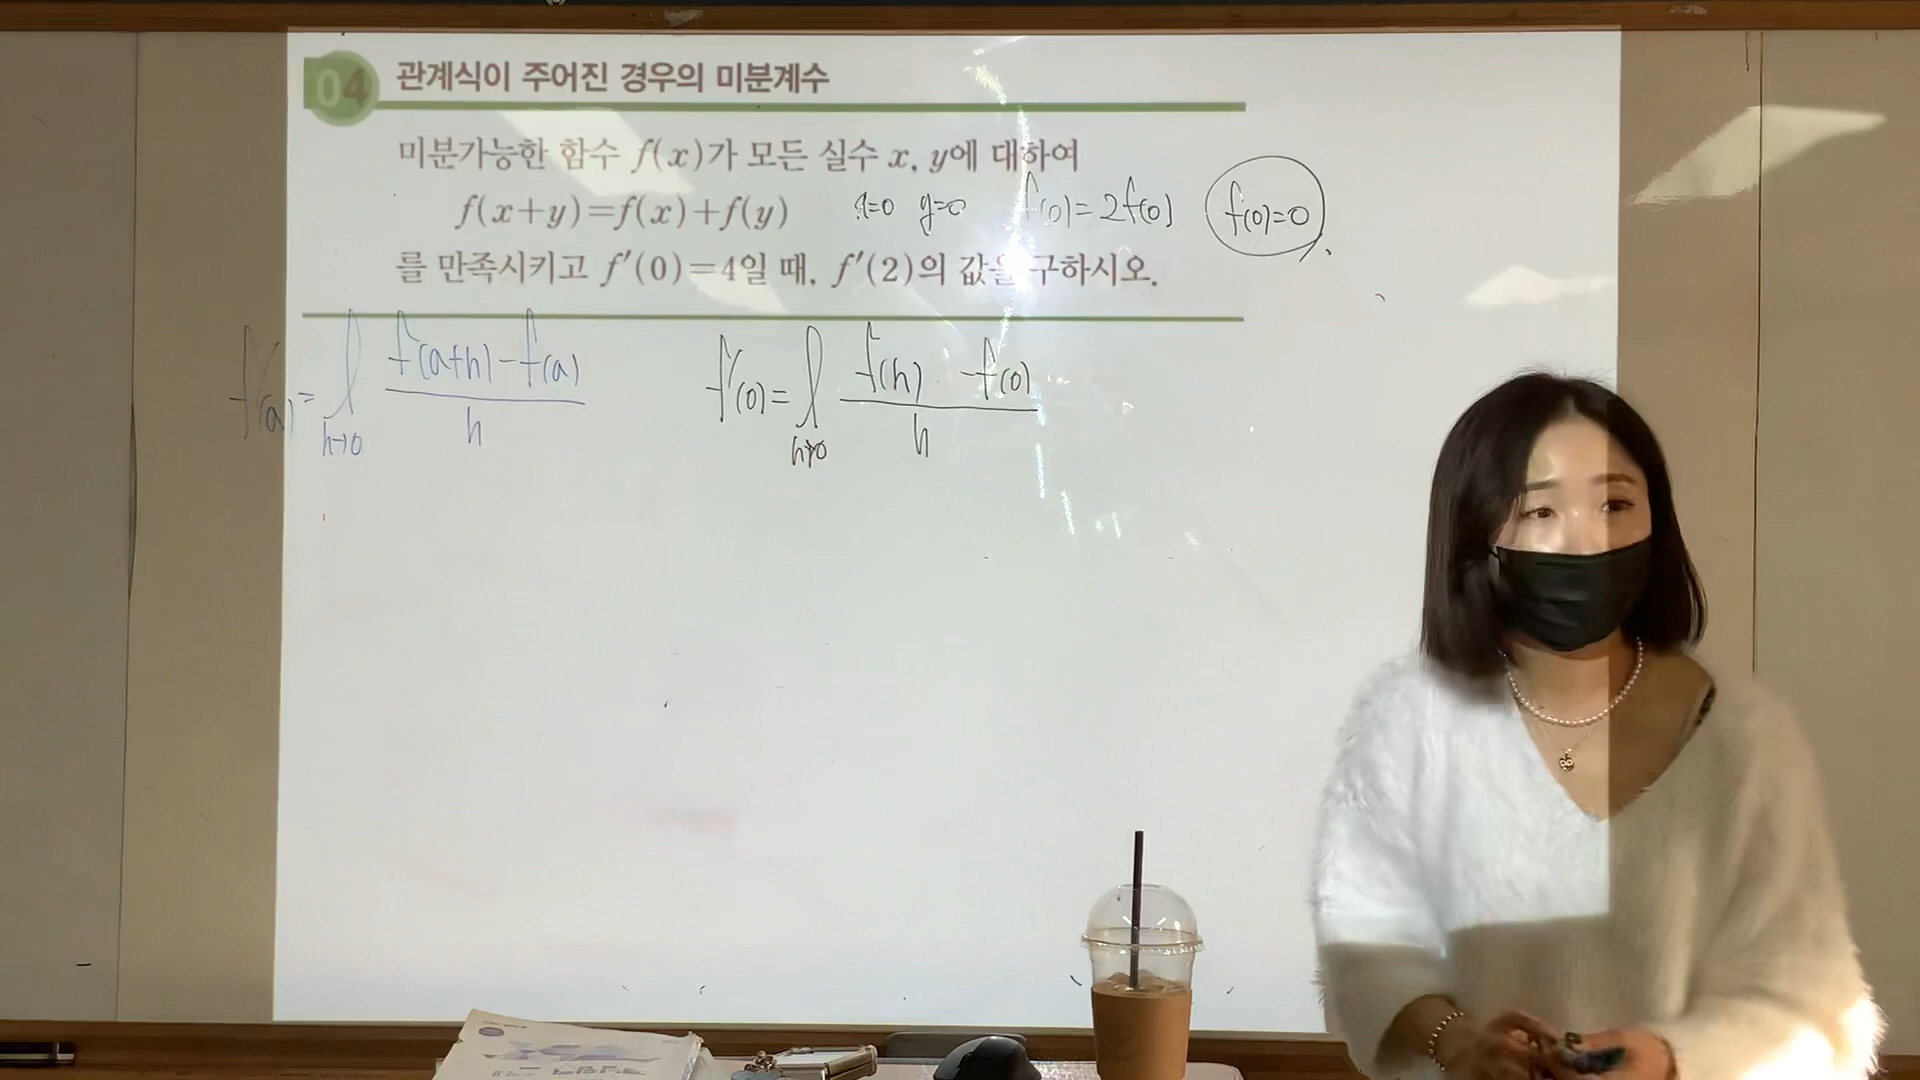 04 관계식이 주어진 경우의 미분계수
미분가능한 함수 f(x)가 모든 실수 x, y에 대하여
f(x+y)=f(x)+f(y) x=0 y=0 f(0)=2f(0) f(0)=0
를 만족시키고 f′(0)=4일 때, f′(2)의 값을 구하시오.
f′(a)= l h→0 f(a+h)-f(a) / h
f′(0)= l h→0 f(h) -f(0) / h